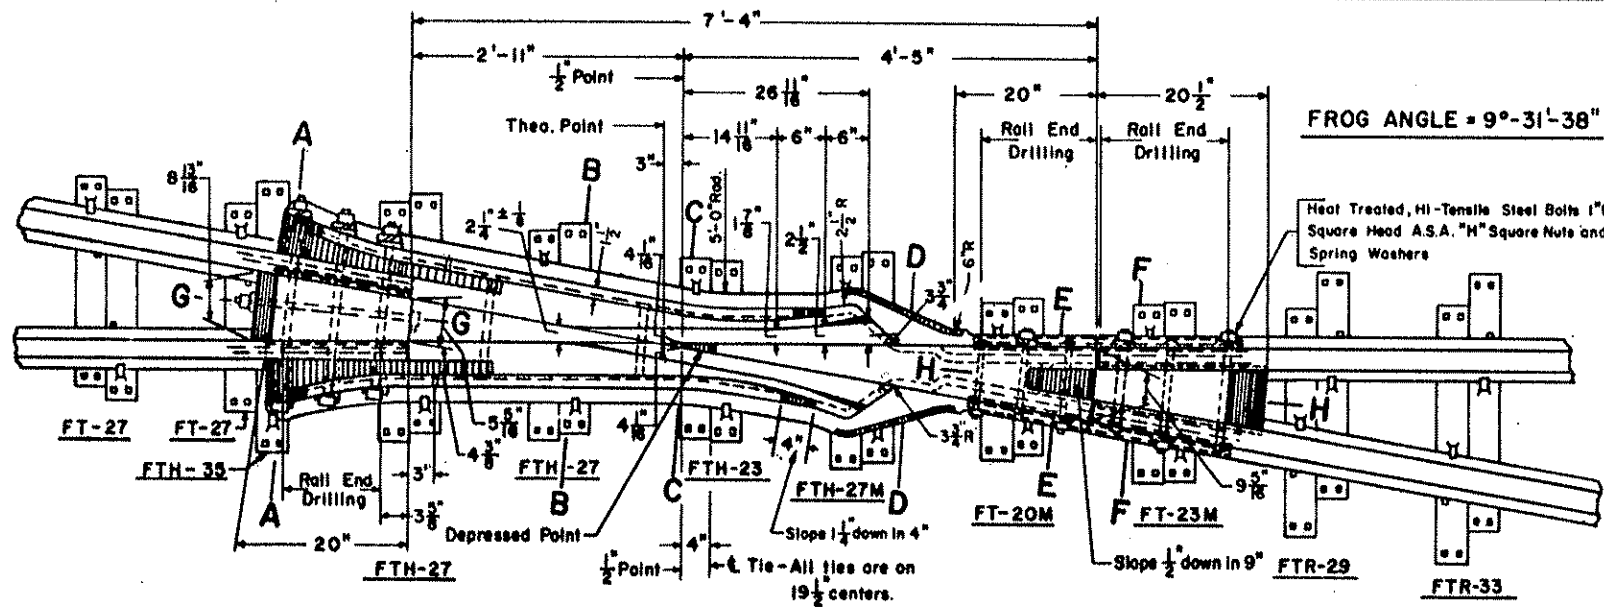 7'-4"
2'-11"
4'-5"
1/2" Point
26 11/16"
20"
20 1/2"
FROG ANGLE = 9°-31'-38"
Theo. Point
14 11/16"
6"
6"
Rail End
Drilling
Rail End
Drilling
A
8 13/16"
3"
B
C
5'-0" Rad.
1 7/8"
2 1/2"
2 1/2" R
D
6" R
Heat Treated, Hi-Tensile Steel Bolts 1"
Square Head A.S.A. "H" Square Nuts and
Spring Washers
2 1/4" ± 1/8"
1 1/2"
4 1/16"
3 3/4"
E
F
G
G
H
H
FT-27
FT-27
FTH-35
5 5/16"
4 3/8"
FTH-27
4 1/16"
FTH-23
4"
FTH-27M
3 3/4" R
D
E
FT-20M
F
FT-23M
9 5/16"
Rail End
Drilling
A
3"
3 3/8"
B
C
Depressed Point
Slope 1 1/4" down in 4"
Slope 1/2" down in 9"
FTR-29
FTR-33
20"
FTH-27
1/2" Point
4"
℄ Tie-All ties are on
19 1/2" centers.